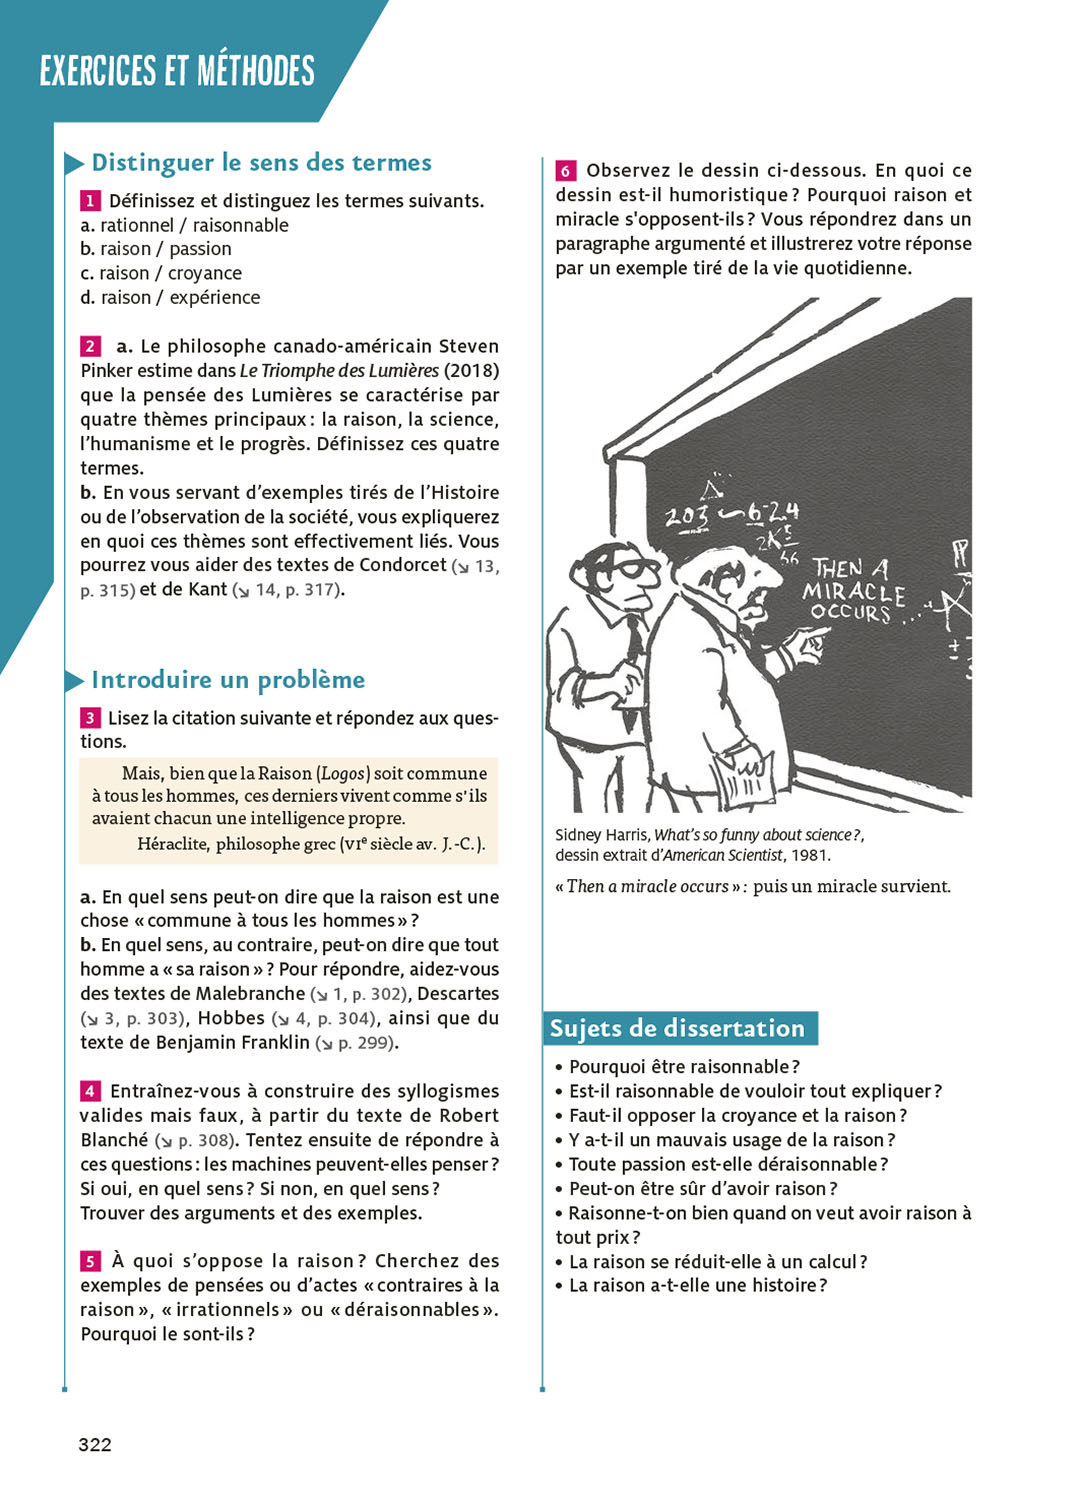 EXERCICES ET MÉTHODES
Distinguer le sens des termes
1 Définissez et distinguez les termes suivants.
a. rationnel / raisonnable
b. raison / passion
c. raison / croyance
d. raison / expérience
2 a. Le philosophe canado-américain Steven
Pinker estime dans Le Triomphe des Lumières (2018)
que la pensée des Lumières se caractérise par
quatre thèmes principaux : la raison, la science,
l'humanisme et le progrès. Définissez ces quatre
termes.
b. En vous servant d'exemples tirés de l'Histoire
ou de l'observation de la société, vous expliquerez
en quoi ces thèmes sont effectivement liés. Vous
pourrez vous aider des textes de Condorcet (↘ 13,
p. 315) et de Kant (↘ 14, p. 317).
Introduire un problème
3 Lisez la citation suivante et répondez aux ques-
tions.
Mais, bien que la Raison (Logos) soit commune
à tous les hommes, ces derniers vivent comme s'ils
avaient chacun une intelligence propre.
Héraclite, philosophe grec (VIe siècle av. J.-C.).
a. En quel sens peut-on dire que la raison est une
chose « commune à tous les hommes » ?
b. En quel sens, au contraire, peut-on dire que tout
homme a « sa raison » ? Pour répondre, aidez-vous
des textes de Malebranche (↘ 1, p. 302), Descartes
(↘ 3, p. 303), Hobbes (↘ 4, p. 304), ainsi que du
texte de Benjamin Franklin (↘ p. 299).
4 Entraînez-vous à construire des syllogismes
valides mais faux, à partir du texte de Robert
Blanché (↘ p. 308). Tentez ensuite de répondre à
ces questions : les machines peuvent-elles penser ?
Si oui, en quel sens ? Si non, en quel sens ?
Trouver des arguments et des exemples.
5 À quoi s'oppose la raison ? Cherchez des
exemples de pensées ou d'actes « contraires à la
raison », « irrationnels » ou « déraisonnables ».
Pourquoi le sont-ils ?
6 Observez le dessin ci-dessous. En quoi ce
dessin est-il humoristique ? Pourquoi raison et
miracle s'opposent-ils ? Vous répondrez dans un
paragraphe argumenté et illustrerez votre réponse
par un exemple tiré de la vie quotidienne.
THEN A
MIRACLE
OCCURS...
Sidney Harris, What's so funny about science ?,
dessin extrait d'American Scientist, 1981.
« Then a miracle occurs » : puis un miracle survient.
Sujets de dissertation
• Pourquoi être raisonnable ?
• Est-il raisonnable de vouloir tout expliquer ?
• Faut-il opposer la croyance et la raison ?
• Y a-t-il un mauvais usage de la raison ?
• Toute passion est-elle déraisonnable ?
• Peut-on être sûr d'avoir raison ?
• Raisonne-t-on bien quand on veut avoir raison à
tout prix ?
• La raison se réduit-elle à un calcul ?
• La raison a-t-elle une histoire ?
322